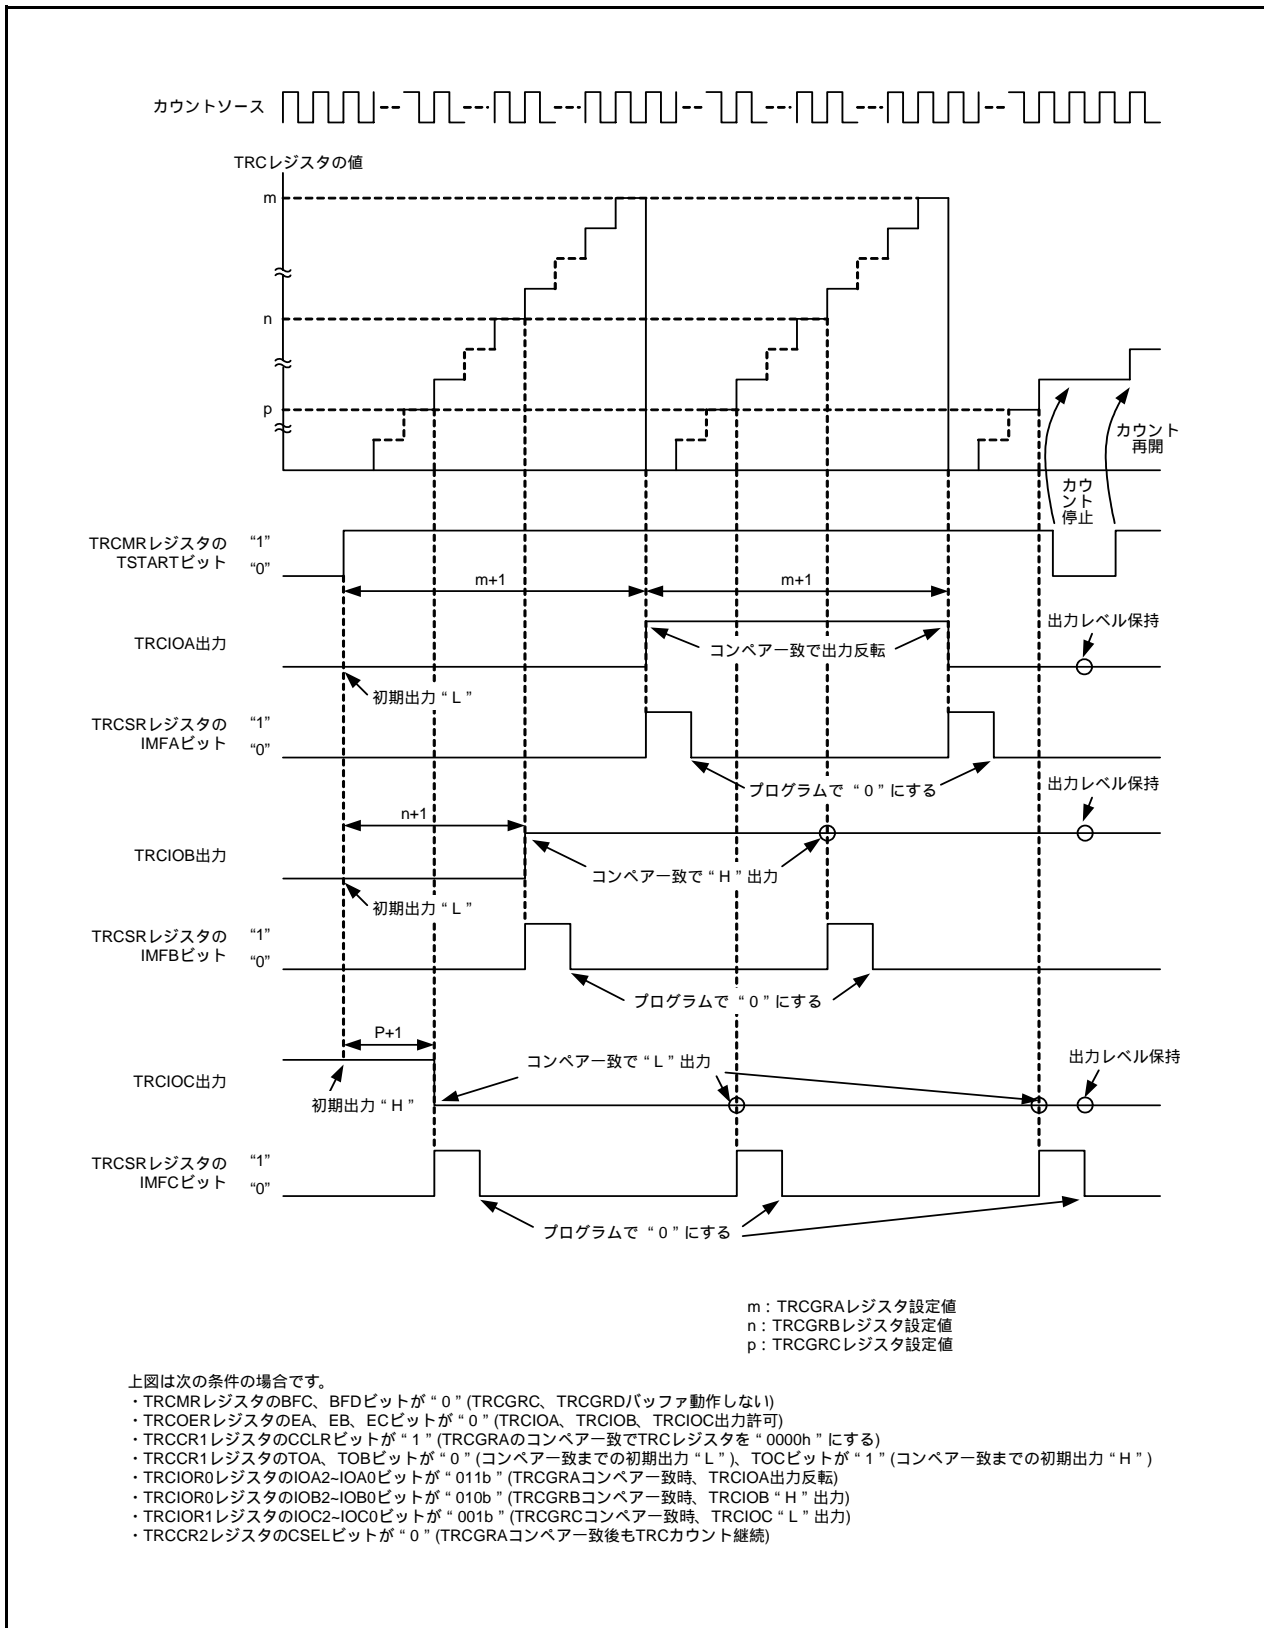 カウントソース
TRCレジスタの値
m
n
p
カウント
再開
カウ
ント
停止
TRCMRレジスタの
TSTARTビット
“1”
“0”
m+1
m+1
TRCIOA出力
コンペア一致で出力反転
出力レベル保持
初期出力 “ L ”
TRCSRレジスタの
IMFAビット
“1”
“0”
プログラムで “ 0 ” にする
n+1
出力レベル保持
TRCIOB出力
コンペア一致で “ H ” 出力
初期出力 “ L ”
TRCSRレジスタの
IMFBビット
“1”
“0”
プログラムで “ 0 ” にする
P+1
コンペア一致で “ L ” 出力
出力レベル保持
TRCIOC出力
初期出力 “ H ”
TRCSRレジスタの
IMFCビット
“1”
“0”
プログラムで “ 0 ” にする
m : TRCGRAレジスタ設定値
n : TRCGRBレジスタ設定値
p : TRCGRCレジスタ設定値
上図は次の条件の場合です。
・TRCMRレジスタのBFC、BFDビットが “ 0 ” (TRCGRC、TRCGRDバッファ動作しない)
・TRCOERレジスタのEA、EB、ECビットが “ 0 ” (TRCIOA、TRCIOB、TRCIOC出力許可)
・TRCCR1レジスタのCCLRビットが “ 1 ” (TRCGRAのコンペア一致でTRCレジスタを “ 0000h ” にする)
・TRCCR1レジスタのTOA、TOBビットが “ 0 ” (コンペア一致までの初期出力 “ L ” )、TOCビットが “ 1 ” (コンペア一致までの初期出力 “ H ” )
・TRCIOR0レジスタのIOA2~IOA0ビットが “ 011b ” (TRCGRAコンペア一致時、TRCIOA出力反転)
・TRCIOR0レジスタのIOB2~IOB0ビットが “ 010b ” (TRCGRBコンペア一致時、TRCIOB “ H ” 出力)
・TRCIOR1レジスタのIOC2~IOC0ビットが “ 001b ” (TRCGRCコンペア一致時、TRCIOC “ L ” 出力)
・TRCCR2レジスタのCSELビットが “ 0 ” (TRCGRAコンペア一致後もTRCカウント継続)